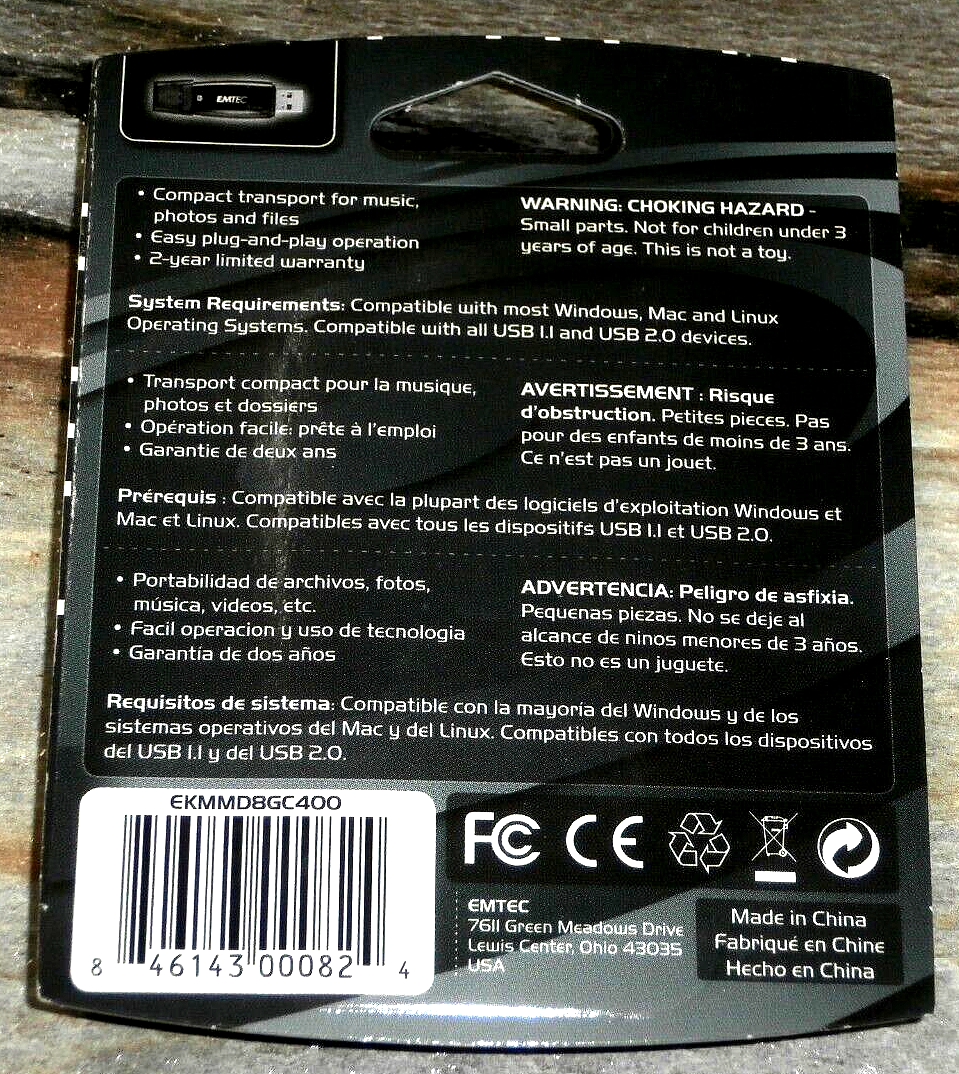 EMTEC
• Compact transport for music,
photos and files
• Easy plug-and-play operation
• 2-year limited warranty
WARNING: CHOKING HAZARD -
Small parts. Not for children under 3
years of age. This is not a toy.
System Requirements: Compatible with most Windows, Mac and Linux
Operating Systems. Compatible with all USB 1.1 and USB 2.0 devices.
• Transport compact pour la musique,
photos et dossiers
• Opération facile: prête à l'emploi
• Garantie de deux ans
AVERTISSEMENT : Risque
d'obstruction. Petites pieces. Pas
pour des enfants de moins de 3 ans.
Ce n'est pas un jouet.
Prérequis : Compatible avec la plupart des logiciels d'exploitation Windows et
Mac et Linux. Compatibles avec tous les dispositifs USB 1.1 et USB 2.0.
• Portabilidad de archivos, fotos,
música, videos, etc.
• Facil operacion y uso de tecnologia
• Garantía de dos años
ADVERTENCIA: Peligro de asfixia.
Pequenas piezas. No se deje al
alcance de ninos menores de 3 años.
Esto no es un juguete.
Requisitos de sistema: Compatible con la mayoría del Windows y de los
sistemas operativos del Mac y del Linux. Compatibles con todos los dispositivos
del USB 1.1 y del USB 2.0.
EKMMD8GC400
8 46143 00082 4
FC CE
EMTEC
7611 Green Meadows Drive
Lewis Center, Ohio 43035
USA
Made in China
Fabriqué en Chine
Hecho en China